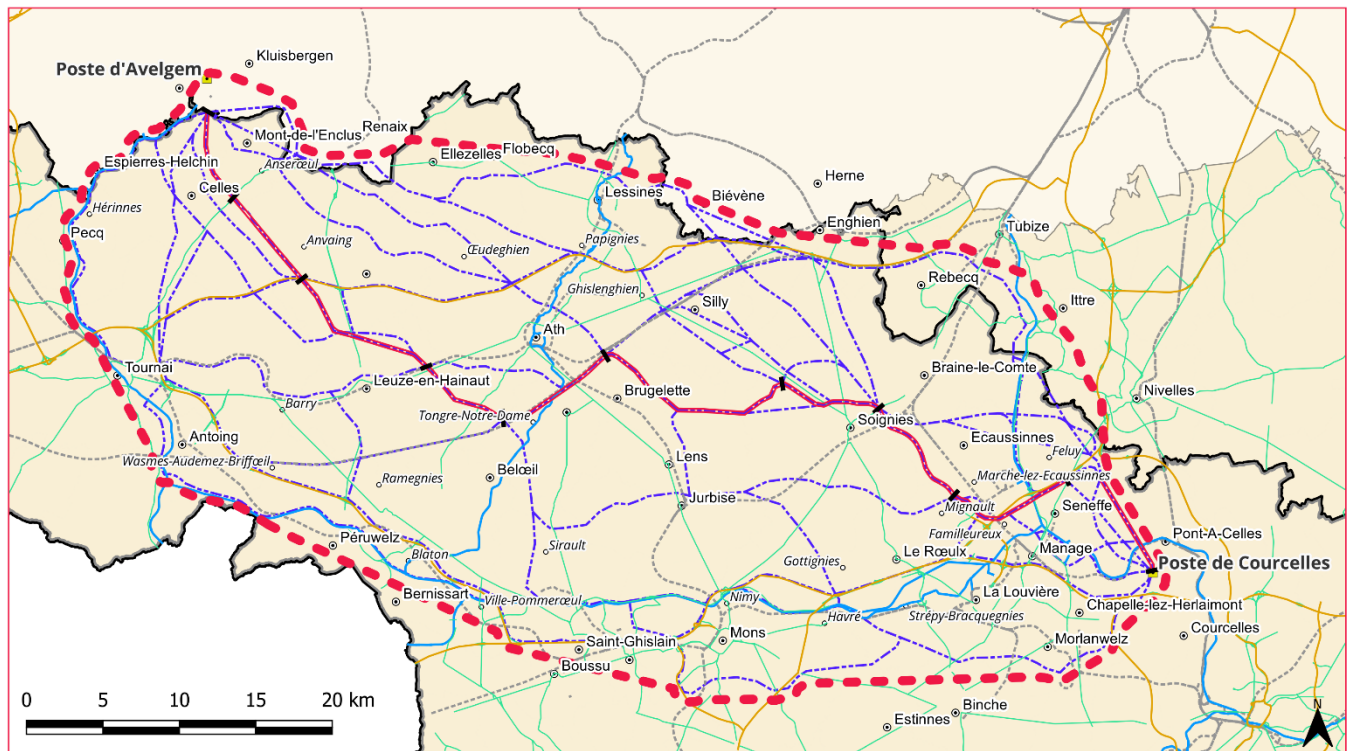 Kluisbergen
Poste d'Avelgem
Mont-de-l'Enclus
Renaix
Espierres-Helchin
Anserœul
Ellezelles
Flobecq
Herne
Celles
Lessines
Biévène
Hérinnes
Enghien
Pecq
Tubize
Anvaing
Œudeghien
Papignies
Rebecq
Ghislenghien
Silly
Ittre
Ath
Tournai
Leuze-en-Hainaut
Brugelette
Braine-le-Comte
Nivelles
Barry
Tongre-Notre-Dame
Soignies
Antoing
Ecaussinnes
Feluy
Wasmes-Audemez-Briffœil
Ramegnies
Belœil
Lens
Marche-lez-Ecaussinnes
Jurbise
Mignault
Seneffe
Familleureux
Péruwelz
Blaton
Sirault
Gottignies
Le Rœulx
Manage
Pont-A-Celles
Poste de Courcelles
Bernissart
Ville-Pommerœul
Nimy
Havré
Strépy-Bracquegnies
La Louvière
Chapelle-lez-Herlaimont
Mons
Courcelles
Saint-Ghislain
Morlanwelz
Boussu
Binche
Estinnes
0 5 10 15 20 km
N